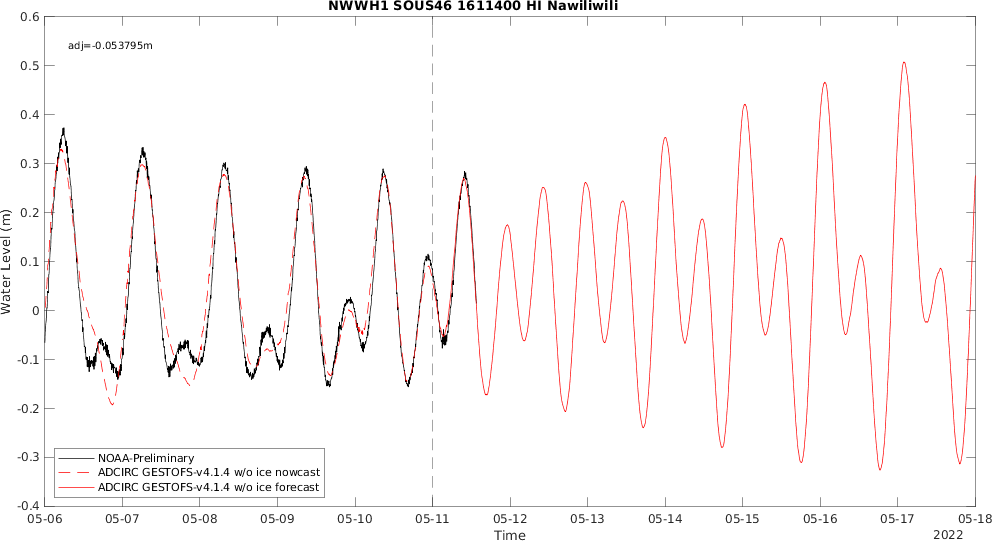 NWWH1 SOUS46 1611400 HI Nawiliwili
adj=-0.053795m
0.6
0.5
0.4
0.3
0.2
0.1
0
-0.1
-0.2
-0.3
-0.4
Water Level (m)
NOAA-Preliminary
ADCIRC GESTOFS-v4.1.4 w/o ice nowcast
ADCIRC GESTOFS-v4.1.4 w/o ice forecast
05-06 05-07 05-08 05-09 05-10 05-11 05-12 05-13 05-14 05-15 05-16 05-17 05-18
Time
2022